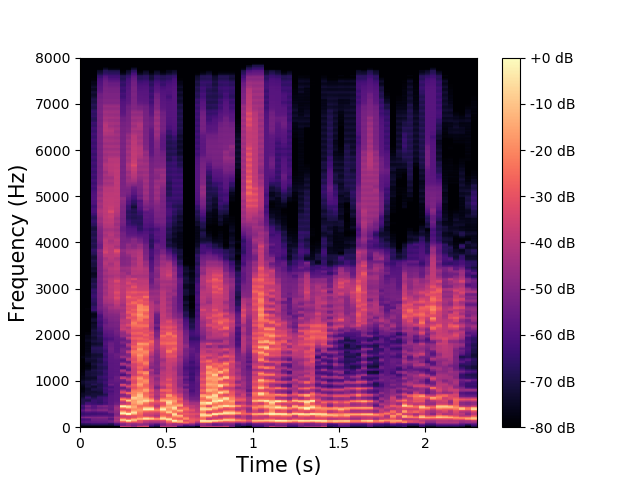 8000
7000
6000
5000
4000
3000
2000
1000
0
Frequency (Hz)
0
0.5
1
1.5
2
Time (s)
+0 dB
-10 dB
-20 dB
-30 dB
-40 dB
-50 dB
-60 dB
-70 dB
-80 dB